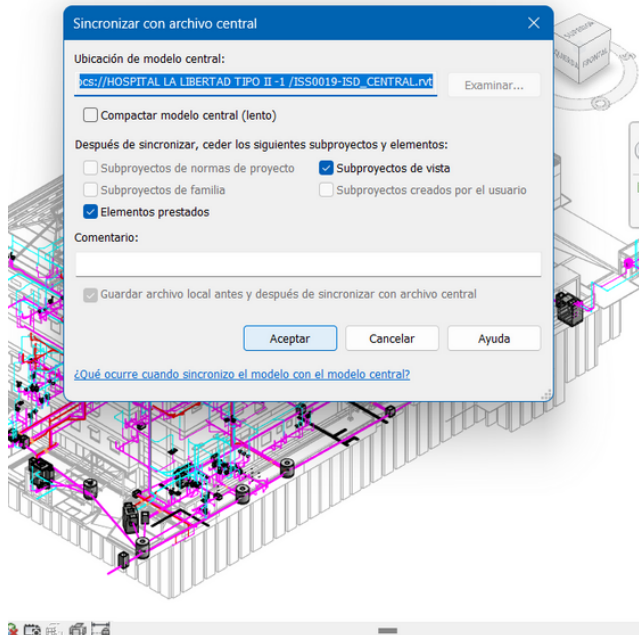 Sincronizar con archivo central
Ubicación de modelo central:
ocs://HOSPITAL LA LIBERTAD TIPO II -1 /ISS0019-ISD_CENTRAL.rvt
Examinar...
Compactar modelo central (lento)
Después de sincronizar, ceder los siguientes subproyectos y elementos:
Subproyectos de normas de proyecto
Subproyectos de vista
Subproyectos de familia
Subproyectos creados por el usuario
Elementos prestados
Comentario:
Guardar archivo local antes y después de sincronizar con archivo central
Aceptar
Cancelar
Ayuda
¿Qué ocurre cuando sincronizo el modelo con el modelo central?
SUPERIOR
FRONTAL